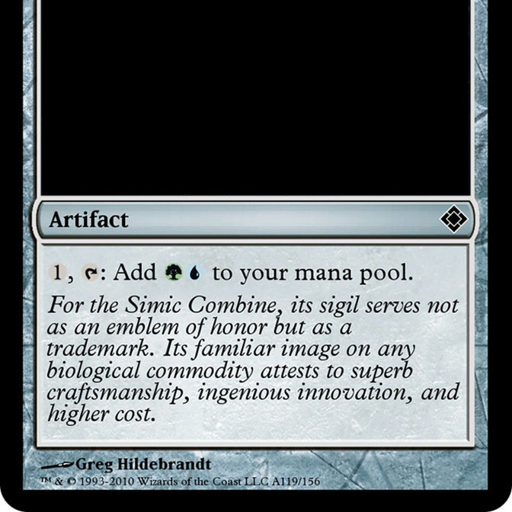 Artifact
1, : Add to your mana pool.
For the Simic Combine, its sigil serves not
as an emblem of honor but as a
trademark. Its familiar image on any
biological commodity attests to superb
craftsmanship, ingenious innovation, and
higher cost.
Greg Hildebrandt
™ & © 1993-2010 Wizards of the Coast LLC A119/156